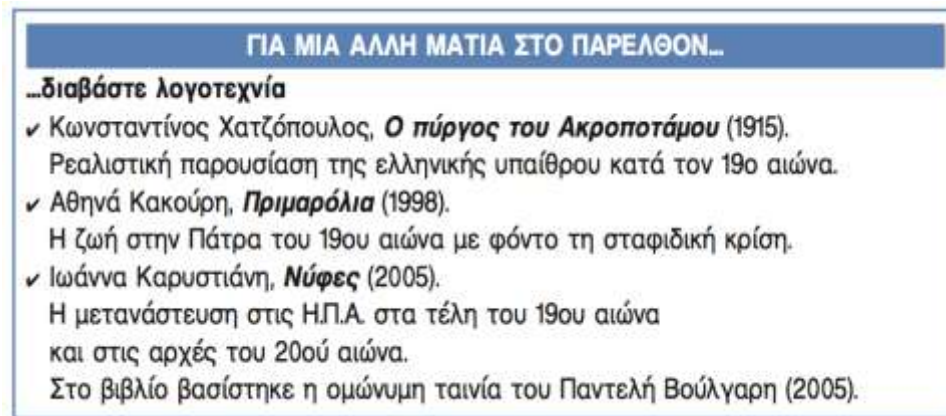 ΓΙΑ ΜΙΑ ΑΛΛΗ ΜΑΤΙΑ ΣΤΟ ΠΑΡΕΛΘΟΝ...
...διαβάστε λογοτεχνία
✔ Κωνσταντίνος Χατζόπουλος, Ο πύργος του Ακροποτάμου (1915).
Ρεαλιστική παρουσίαση της ελληνικής υπαίθρου κατά τον 19ο αιώνα.
✔ Αθηνά Κακούρη, Πριμαρόλια (1998).
Η ζωή στην Πάτρα του 19ου αιώνα με φόντο τη σταφιδική κρίση.
✔ Ιωάννα Καρυστιάνη, Νύφες (2005).
Η μετανάστευση στις Η.Π.Α. στα τέλη του 19ου αιώνα
και στις αρχές του 20ού αιώνα.
Στο βιβλίο βασίστηκε η ομώνυμη ταινία του Παντελή Βούλγαρη (2005).